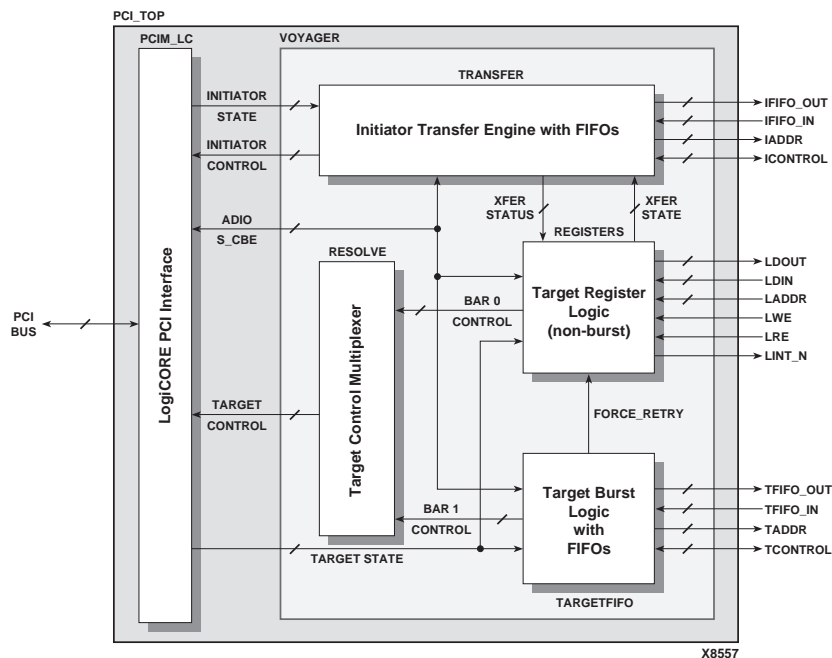 PCI_TOP
PCIM_LC
VOYAGER
TRANSFER
INITIATOR
STATE
INITIATOR
CONTROL
Initiator Transfer Engine with FIFOs
IFIFO_OUT
IFIFO_IN
IADDR
ICONTROL
ADIO
S_CBE
XFER
STATUS
XFER
STATE
REGISTERS
RESOLVE
PCI
BUS
LogiCORE PCI Interface
Target Control Multiplexer
BAR 0
CONTROL
Target Register
Logic
(non-burst)
LDOUT
LDIN
LADDR
LWE
LRE
LINT_N
TARGET
CONTROL
FORCE_RETRY
BAR 1
CONTROL
Target Burst
Logic
with
FIFOs
TFIFO_OUT
TFIFO_IN
TADDR
TCONTROL
TARGET STATE
TARGETFIFO
X8557